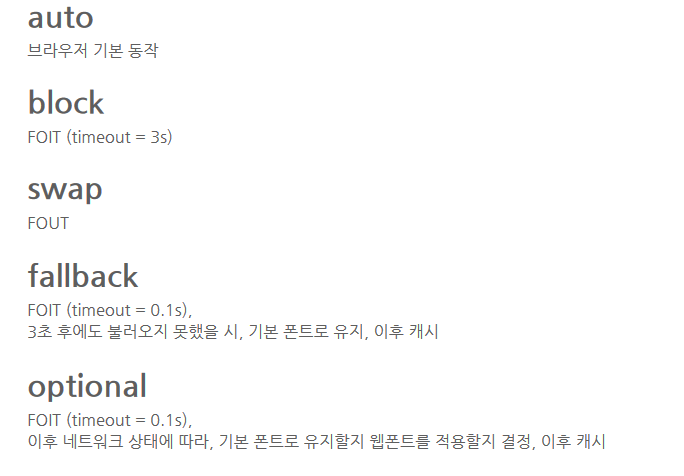 auto
브라우저 기본 동작
block
FOIT (timeout = 3s)
swap
FOUT
fallback
FOIT (timeout = 0.1s),
3초 후에도 불러오지 못했을 시, 기본 폰트로 유지, 이후 캐시
optional
FOIT (timeout = 0.1s),
이후 네트워크 상태에 따라, 기본 폰트로 유지할지 웹폰트를 적용할지 결정, 이후 캐시